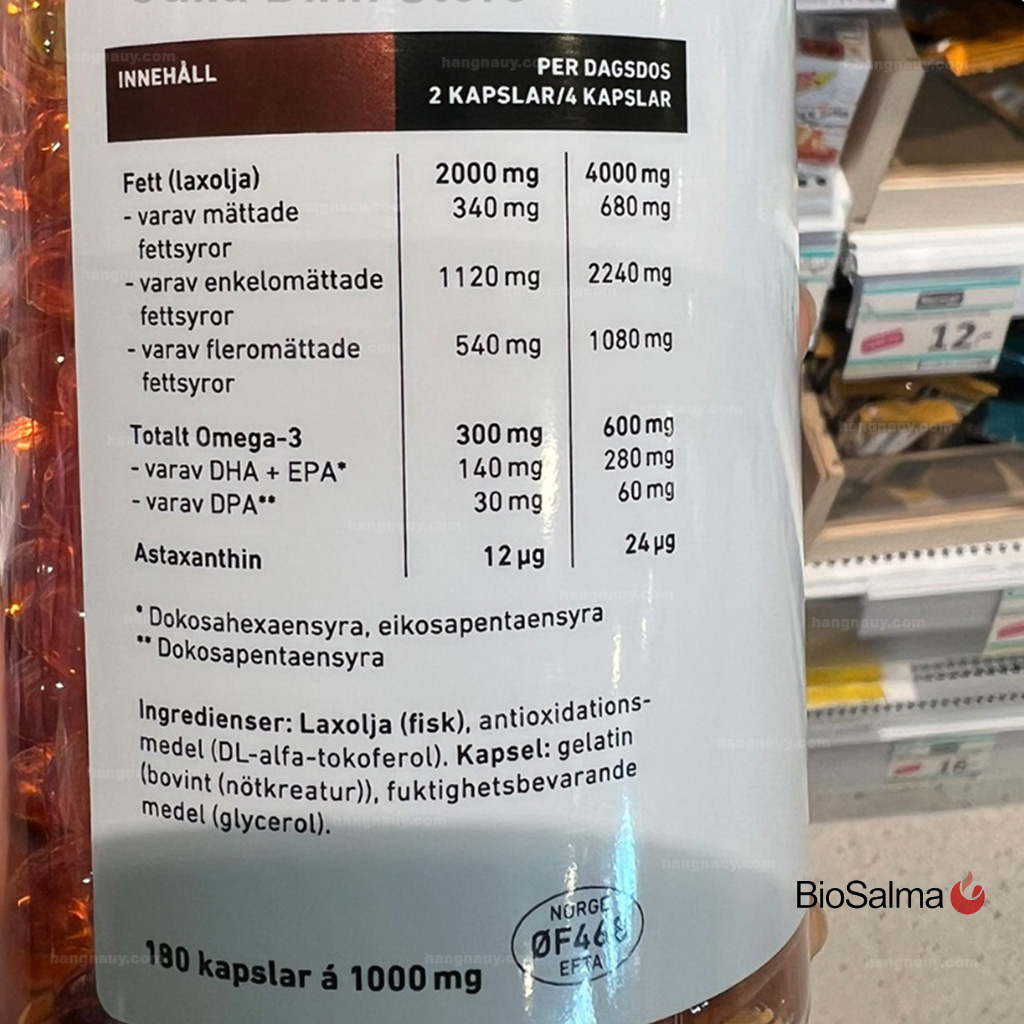 INNEHÅLL
PER DAGSDOS
2 KAPSLAR/4 KAPSLAR
Fett (laxolja) 2000 mg 4000 mg
- varav mättade 340 mg 680 mg
fettsyror
- varav enkelomättade 1120 mg 2240 mg
fettsyror
- varav fleromättade 540 mg 1080 mg
fettsyror
Totalt Omega-3 300 mg 600 mg
- varav DHA + EPA* 140 mg 280 mg
- varav DPA** 30 mg 60 mg
Astaxanthin 12 µg 24 µg
* Dokosahexaensyra, eikosapentaensyra
** Dokosapentaensyra
Ingredienser: Laxolja (fisk), antioxidations-
medel (DL-alfa-tokoferol). Kapsel: gelatin
(bovint (nötkreatur)), fuktighetsbevarande
medel (glycerol).
180 kapslar á 1000 mg
NORGE
EFTA
BioSalma
12.-
hangnauy.com